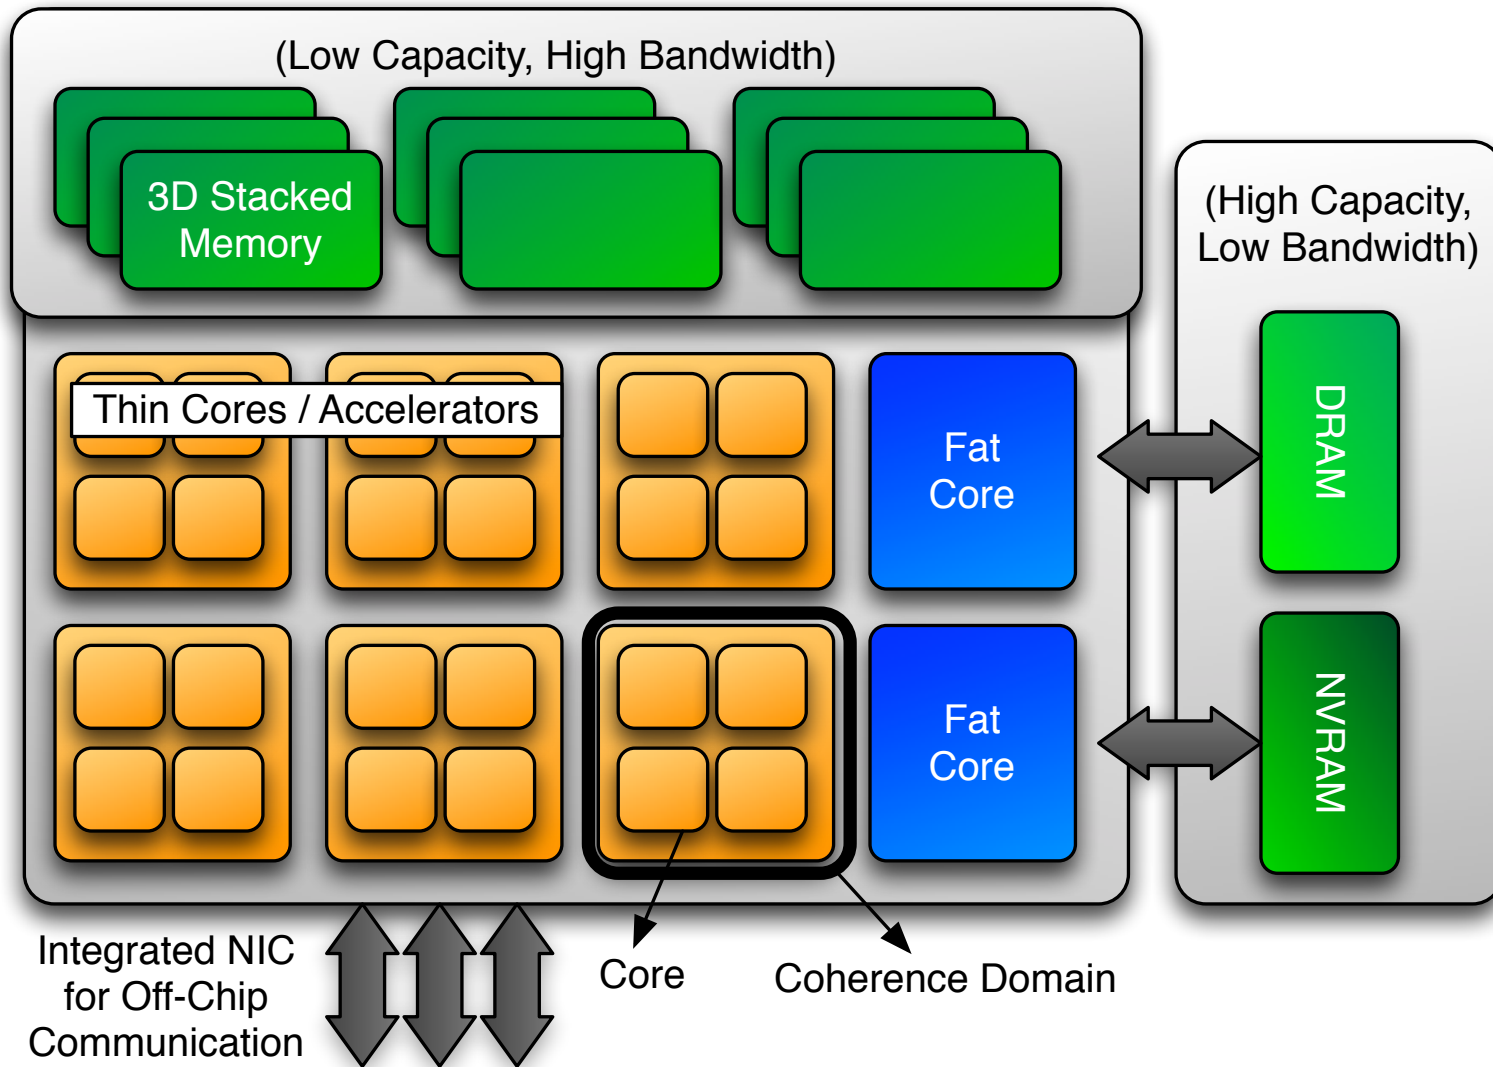 (Low Capacity, High Bandwidth)
3D Stacked
Memory
(High Capacity,
Low Bandwidth)
Thin Cores / Accelerators
Fat
Core
DRAM
Fat
Core
NVRAM
Integrated NIC
for Off-Chip
Communication
Core
Coherence Domain